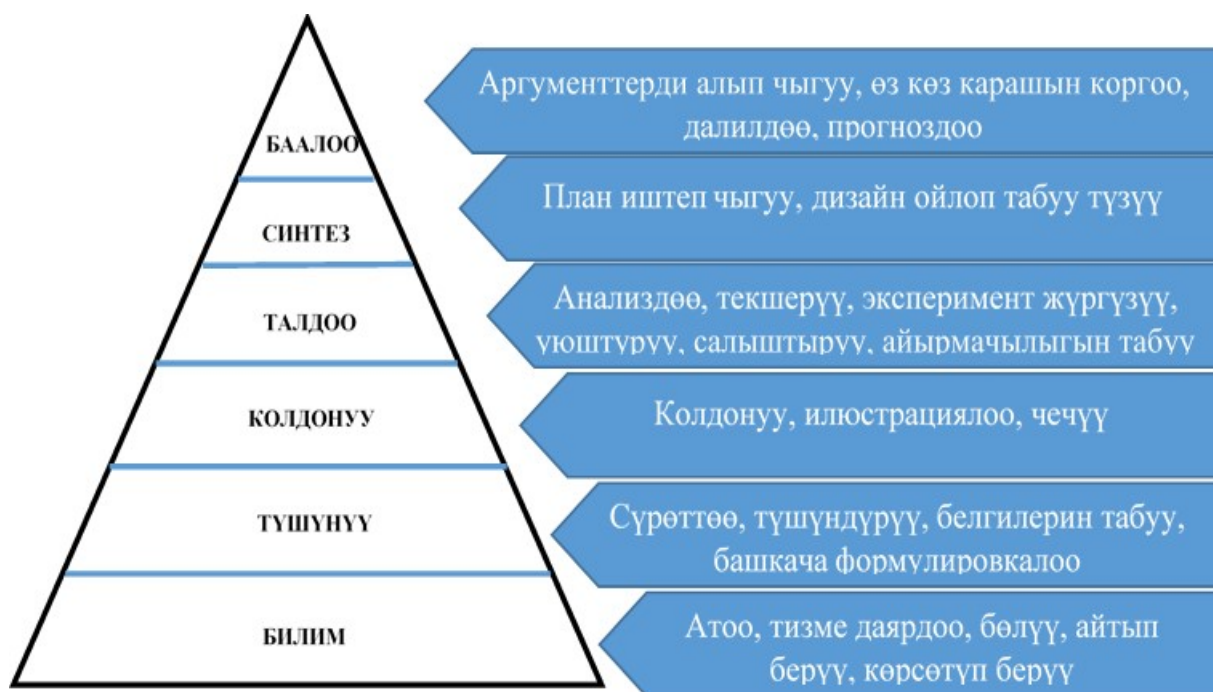 БААЛОО
Аргументтерди алып чыгуу, өз көз карашын коргоо,
далилдөө, прогноздоо
СИНТЕЗ
План иштеп чыгуу, дизайн ойлоп табуу түзүү
ТАЛДОО
Анализдөө, текшерүү, эксперимент жүргүзүү,
уюштуруу, салыштыруу, айырмачылыгын табуу
КОЛДОНУУ
Колдонуу, илюстрациялоо, чечүү
ТҮШҮНҮҮ
Сүрөттөө, түшүндүрүү, белгилерин табуу,
башкача формулировкалоо
БИЛИМ
Атоо, тизме даярдоо, бөлүү, айтып
берүү, көрсөтүп берүү